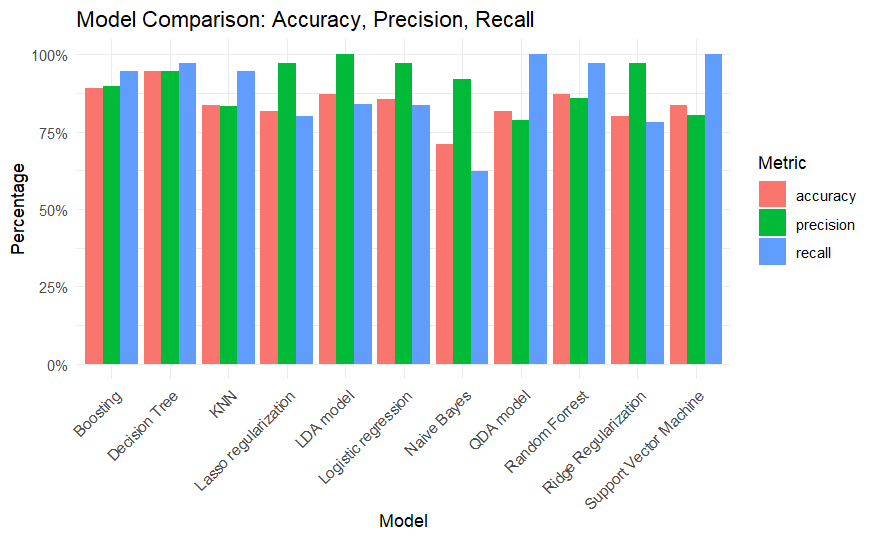 Model Comparison: Accuracy, Precision, Recall
100%
75%
50%
25%
0%
Percentage
Boosting
Decision Tree
KNN
Lasso regularization
LDA model
Logistic regression
Naive Bayes
QDA model
Random Forrest
Ridge Regularization
Support Vector Machine
Model
Metric
accuracy
precision
recall